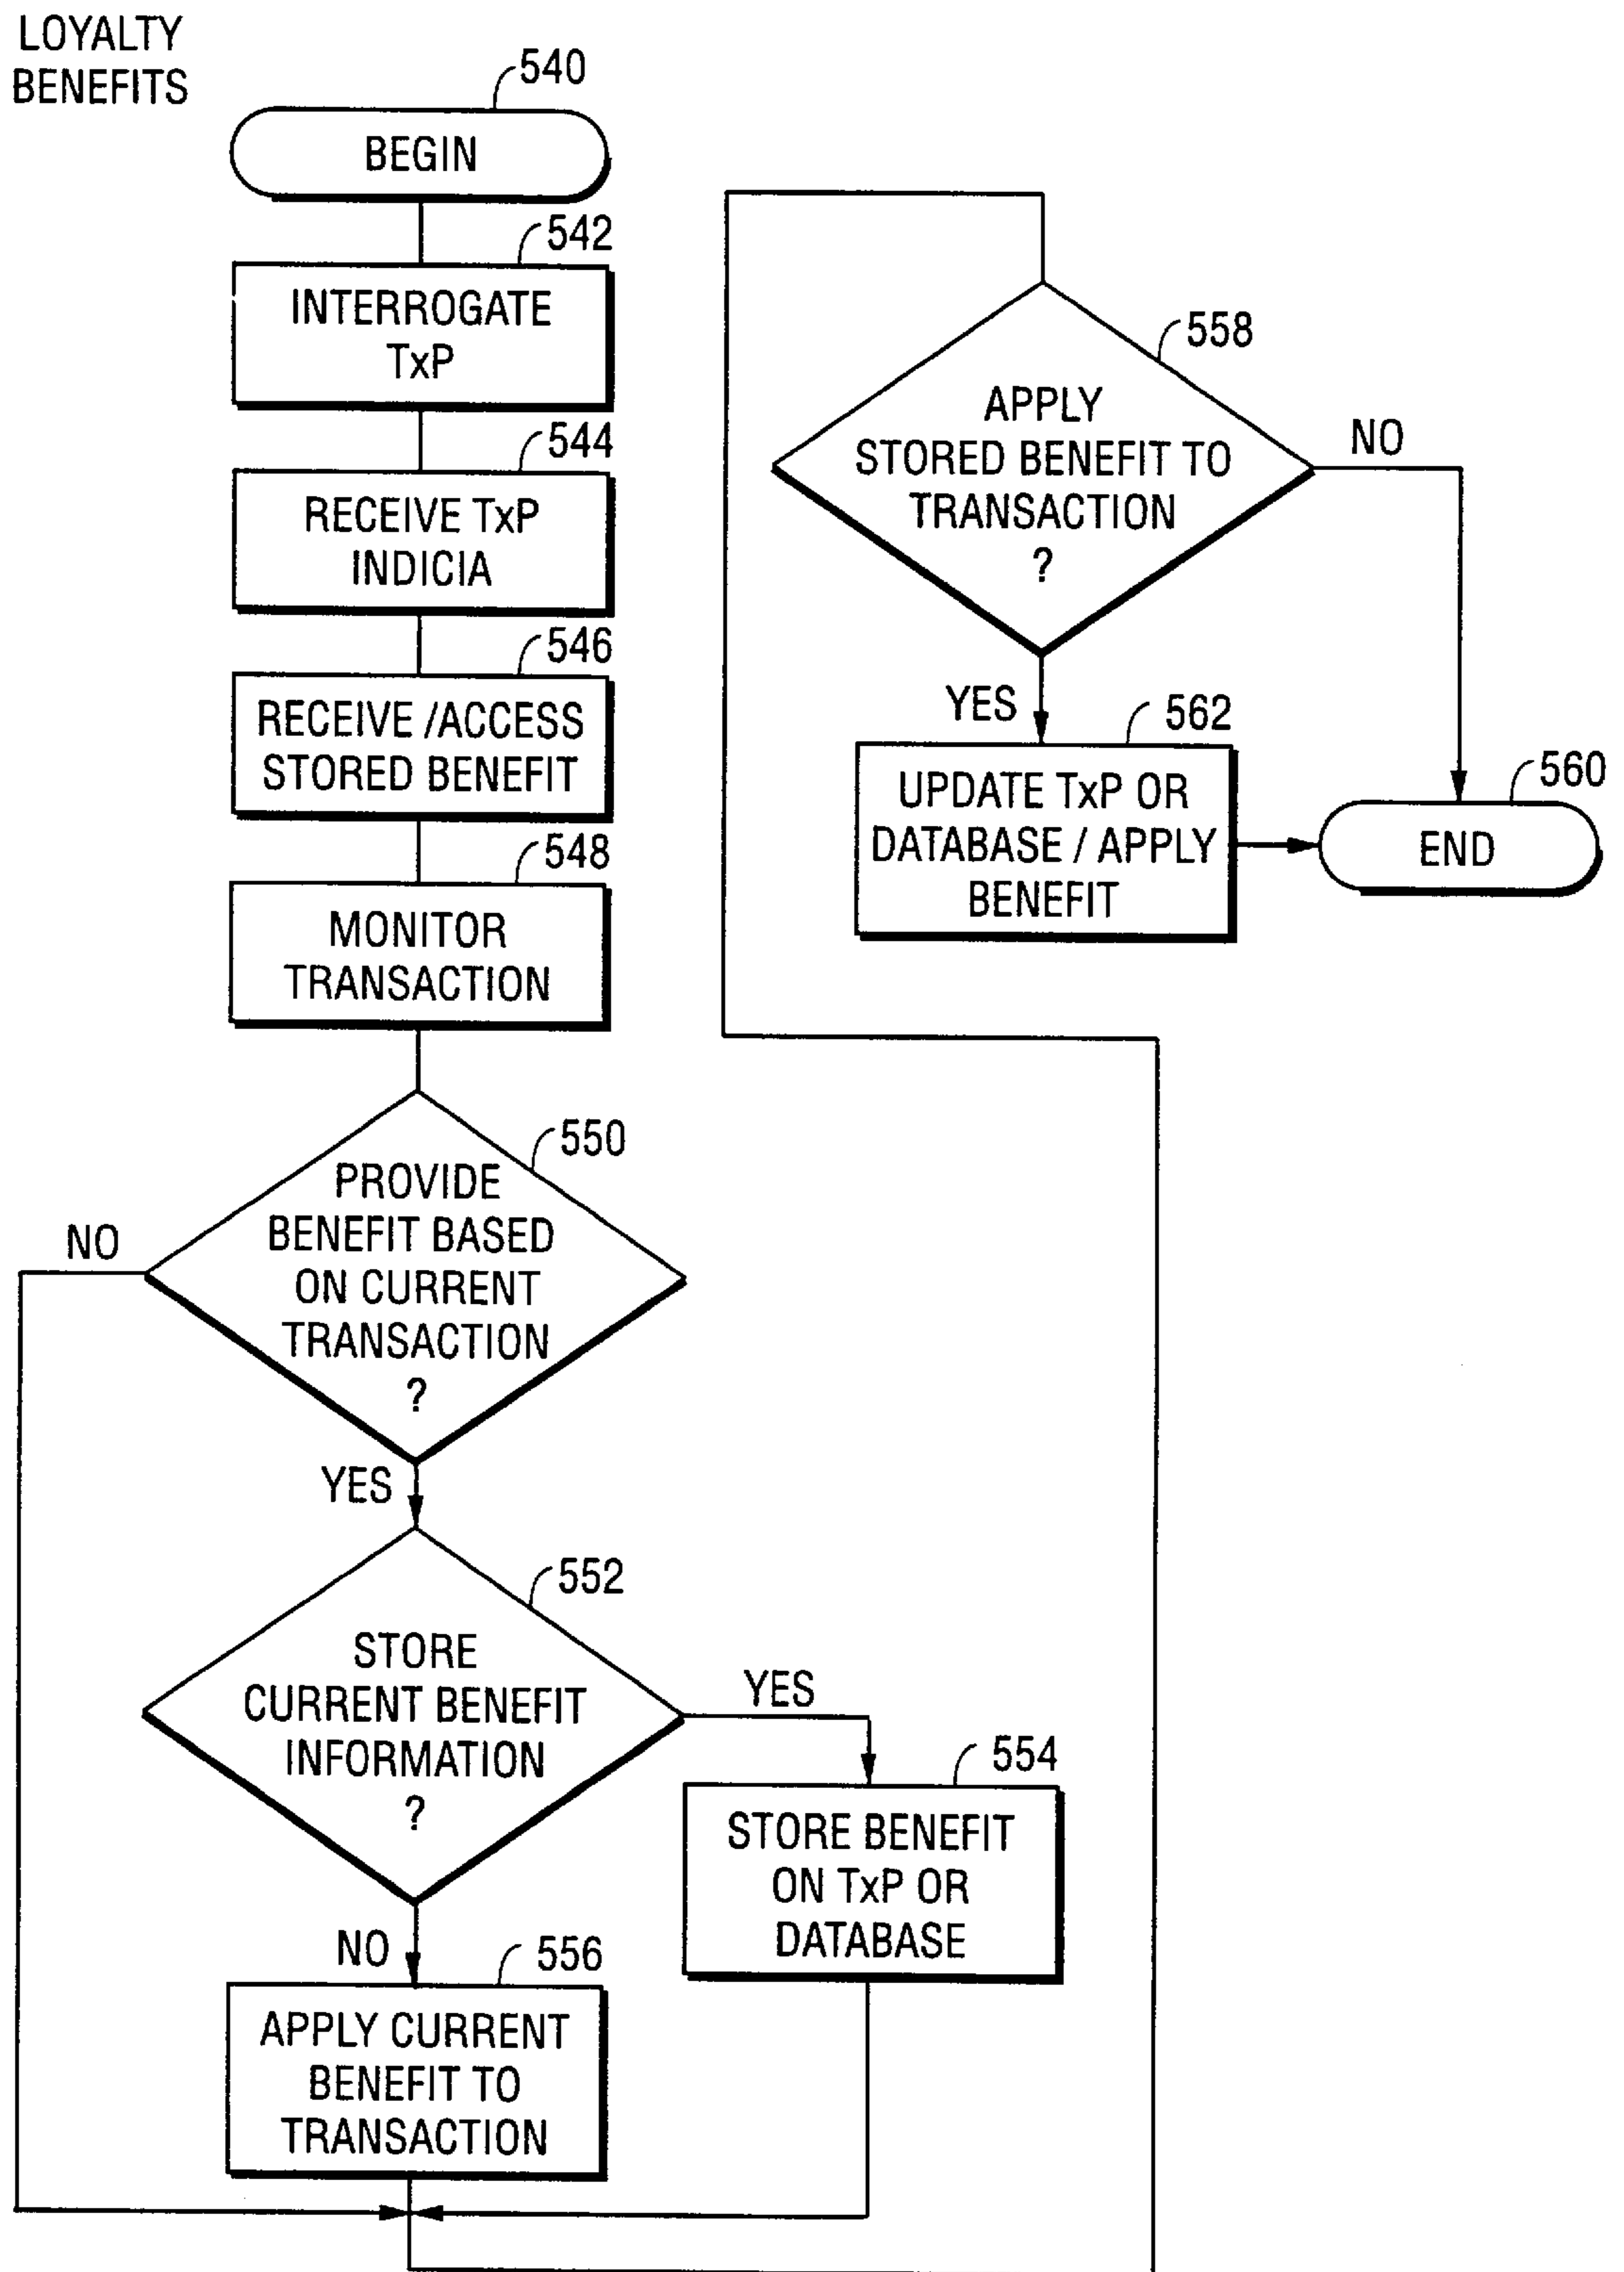 LOYALTY
BENEFITS
540
BEGIN
542
INTERROGATE
TxP
544
RECEIVE TxP
INDICIA
546
RECEIVE /ACCESS
STORED BENEFIT
548
MONITOR
TRANSACTION
550
PROVIDE
BENEFIT BASED
ON CURRENT
TRANSACTION
?
NO
YES
552
STORE
CURRENT BENEFIT
INFORMATION
?
YES
554
STORE BENEFIT
ON TxP OR
DATABASE
NO
556
APPLY CURRENT
BENEFIT TO
TRANSACTION
558
APPLY
STORED BENEFIT TO
TRANSACTION
?
NO
YES
562
UPDATE TxP OR
DATABASE / APPLY
BENEFIT
560
END